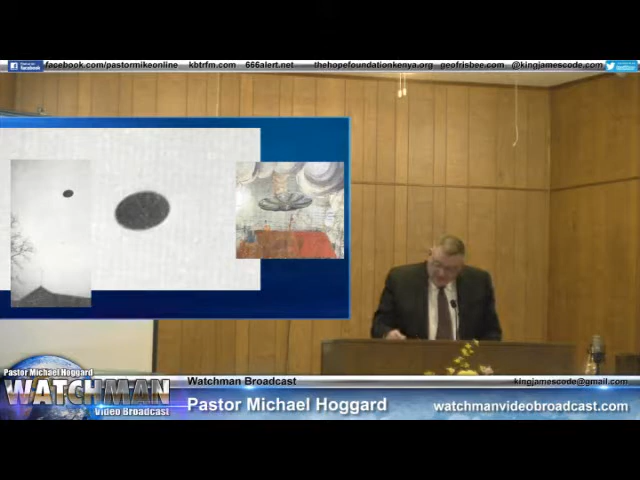 facebook.com/pastormikeonline kbtrfm.com 666alert.net thehopefoundationkenya.org geofrisbee.com @kingjamescode.com
Pastor Michael Hoggard
WATCHMAN
Video Broadcast
Watchman Broadcast
kingjamescode@gmail.com
Pastor Michael Hoggard
watchmanvideobroadcast.com